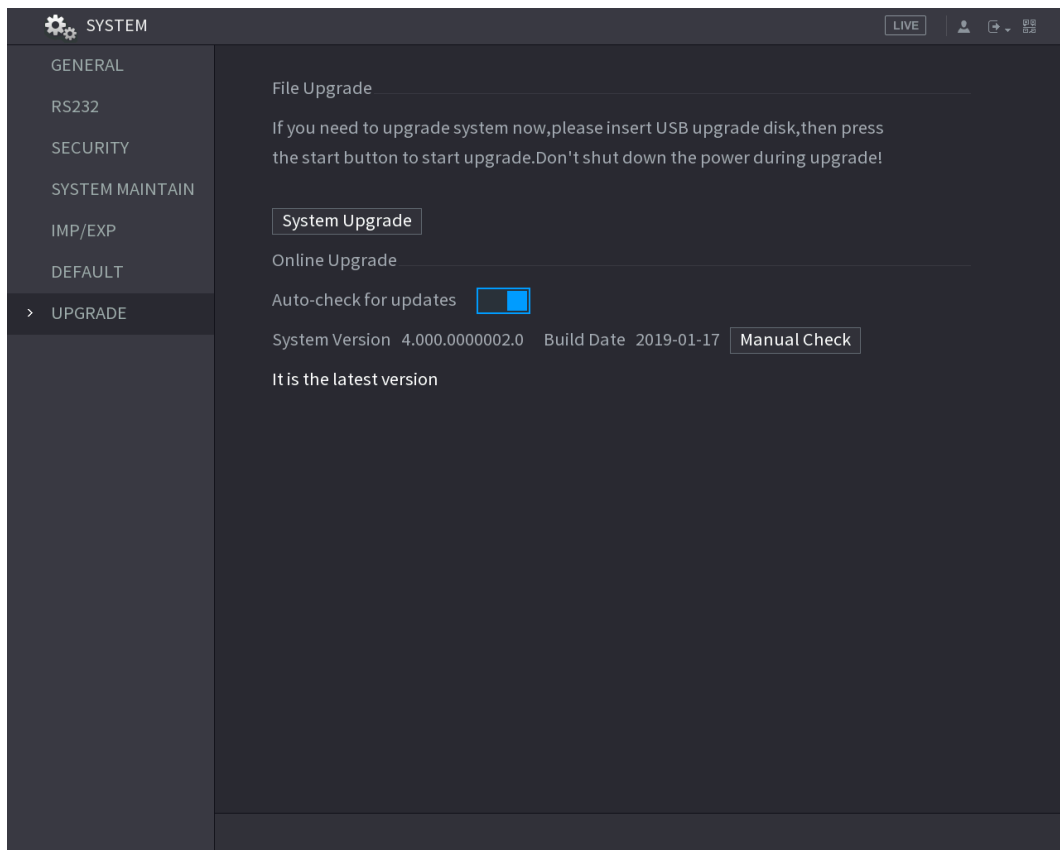 SYSTEM
LIVE
GENERAL
RS232
SECURITY
SYSTEM MAINTAIN
IMP/EXP
DEFAULT
UPGRADE
File Upgrade
If you need to upgrade system now,please insert USB upgrade disk,then press
the start button to start upgrade.Don't shut down the power during upgrade!
System Upgrade
Online Upgrade
Auto-check for updates
System Version 4.000.0000002.0 Build Date 2019-01-17 Manual Check
It is the latest version